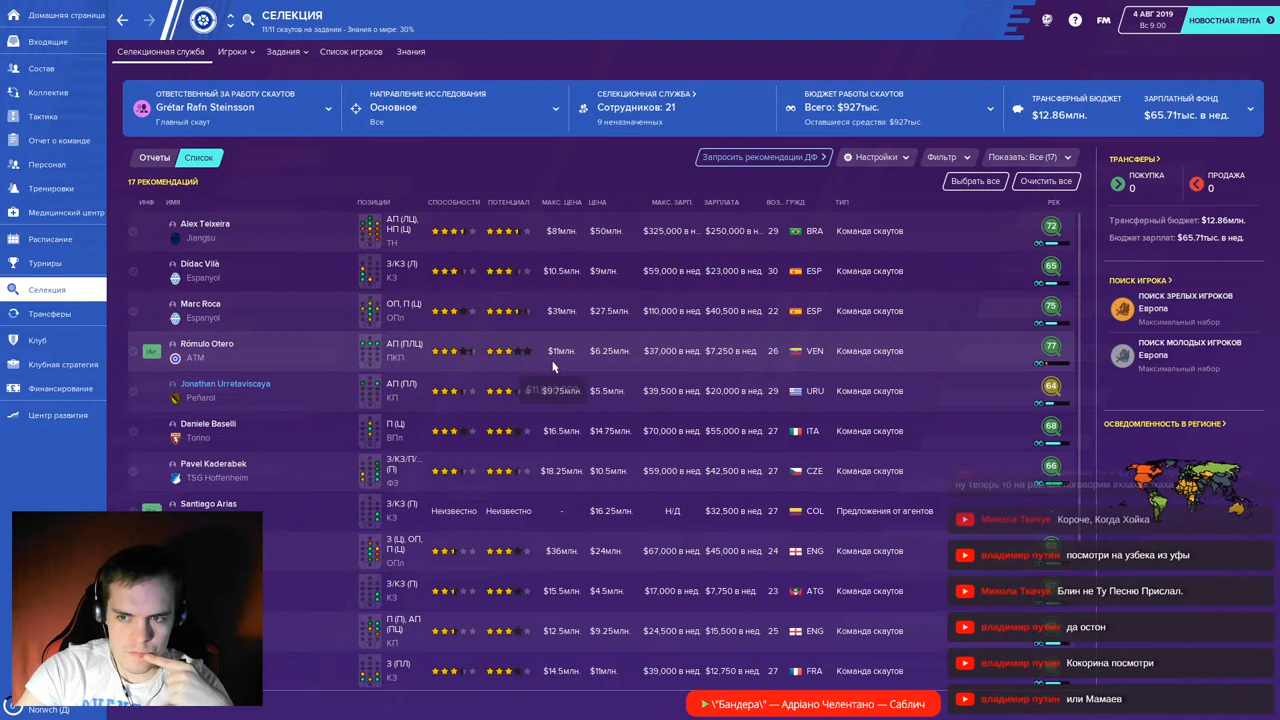 Домашняя страница
Входящие
Состав
Коллектив
Тактика
Отчет о команде
Персонал
Тренировки
Медицинский центр
Расписание
Турниры
Селекция
Трансферы
Клуб
Клубная стратегия
Финансирование
Центр развития
Norwch (Д)
СЕЛЕКЦИЯ
11/11 скаутов на задании - Знания о мире: 30%
FM
4 АВГ 2019
Вс 9:00
НОВОСТНАЯ ЛЕНТА
Селекционная служба Игроки Задания Список игроков Знания
ОТВЕТСТВЕННЫЙ ЗА РАБОТУ СКАУТОВ
Grétar Rafn Steinsson
Главный скаут
НАПРАВЛЕНИЕ ИССЛЕДОВАНИЯ
Основное
Все
СЕЛЕКЦИОННАЯ СЛУЖБА
Сотрудников: 21
9 неназначенных
БЮДЖЕТ РАБОТЫ СКАУТОВ
Всего: $927тыс.
Оставшиеся средства: $927тыс.
ТРАНСФЕРНЫЙ БЮДЖЕТ
$12.86млн.
ЗАРПЛАТНЫЙ ФОНД
$65.71тыс. в нед.
Отчеты Список
Запросить рекомендации ДФ
Настройки
Фильтр
Показать: Все (17)
17 РЕКОМЕНДАЦИЙ
Выбрать все
Очистить все
ИНФ ИМЯ ПОЗИЦИИ СПОСОБНОСТИ ПОТЕНЦИАЛ МАКС. ЦЕНА ЦЕНА МАКС. ЗАРП. ЗАРПЛАТА ВОЗ... ГРЖД ТИП РЕК
Alex Teixeira
Jiangsu
АП (ЛЦ), НП (Ц)
ТН
$81млн. $50млн. $325,000 в н... $250,000 в н... 29 BRA Команда скаутов 72
Dídac Vilà
Espanyol
З/КЗ (Л)
КЗ
$10.5млн. $9млн. $59,000 в нед. $23,000 в нед. 30 ESP Команда скаутов 65
Marc Roca
Espanyol
ОП, П (Ц)
ОПл
$31млн. $27.5млн. $110,000 в нед. $40,500 в нед. 22 ESP Команда скаутов 75
Rómulo Otero
ATM
АП (ПЛЦ)
ПКП
$11млн. $6.25млн. $37,000 в нед. $7,250 в нед. 26 VEN Команда скаутов 77
Jonathan Urretaviscaya
Peñarol
АП (ПЛ)
КП
$9.75млн. $5.5млн. $39,500 в нед. $20,000 в нед. 29 URU Команда скаутов 64
Daniele Baselli
Torino
П (Ц)
ВПл
$16.5млн. $14.75млн. $70,000 в нед. $55,000 в нед. 27 ITA Команда скаутов 68
Pavel Kaderabek
TSG Hoffenheim
З/КЗ/П/... (П)
ФЗ
$18.25млн. $10.5млн. $59,000 в нед. $42,500 в нед. 27 CZE Команда скаутов 66
Santiago Arias
З/КЗ (П)
КЗ
Неизвестно Неизвестно - $16.25млн. Н/Д $32,500 в нед. 27 COL Предложения от агентов
З (Ц), ОП, П (Ц)
ОПл
$36млн. $24млн. $67,000 в нед. $45,000 в нед. 24 ENG Команда скаутов
З/КЗ (П)
КЗ
$15.5млн. $4.5млн. $17,000 в нед. $7,750 в нед. 23 ATG Команда скаутов
П (П), АП (ПЦ)
КП
$12.5млн. $9.25млн. $24,500 в нед. $15,500 в нед. 25 ENG Команда скаутов
З (ПЛ)
КЗ
$14.5млн. $11млн. $39,000 в нед. $12,750 в нед. 27 FRA Команда скаутов
ТРАНСФЕРЫ
ПОКУПКА
0
ПРОДАЖА
0
Трансферный бюджет: $12.86млн.
Бюджет зарплат: $65.71тыс. в нед.
ПОИСК ИГРОКА
ПОИСК ЗРЕЛЫХ ИГРОКОВ
Европа
Максимальный набор
ПОИСК МОЛОДЫХ ИГРОКОВ
Европа
Максимальный набор
ОСВЕДОМЛЕННОСТЬ В РЕГИОНЕ
Микола Ткачук Короче, Когда Хойка
владимир путин посмотри на узбека из уфы
Микола Ткачук Блин не Ту Песню Прислал.
владимир путин да остон
владимир путин Кокорина посмотри
владимир путин или Мамаев
\"Бандера\" — Адріано Челентано — Саблич